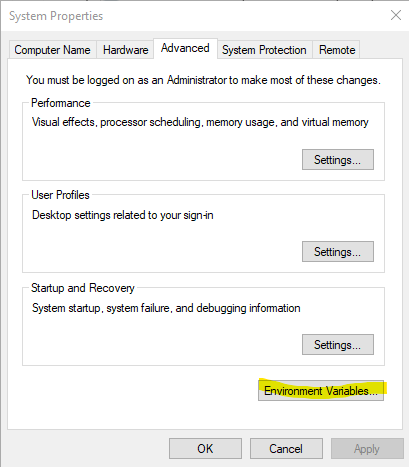 System Properties
Computer Name Hardware Advanced System Protection Remote
You must be logged on as an Administrator to make most of these changes.
Performance
Visual effects, processor scheduling, memory usage, and virtual memory
Settings...
User Profiles
Desktop settings related to your sign-in
Settings...
Startup and Recovery
System startup, system failure, and debugging information
Settings...
Environment Variables...
OK Cancel Apply